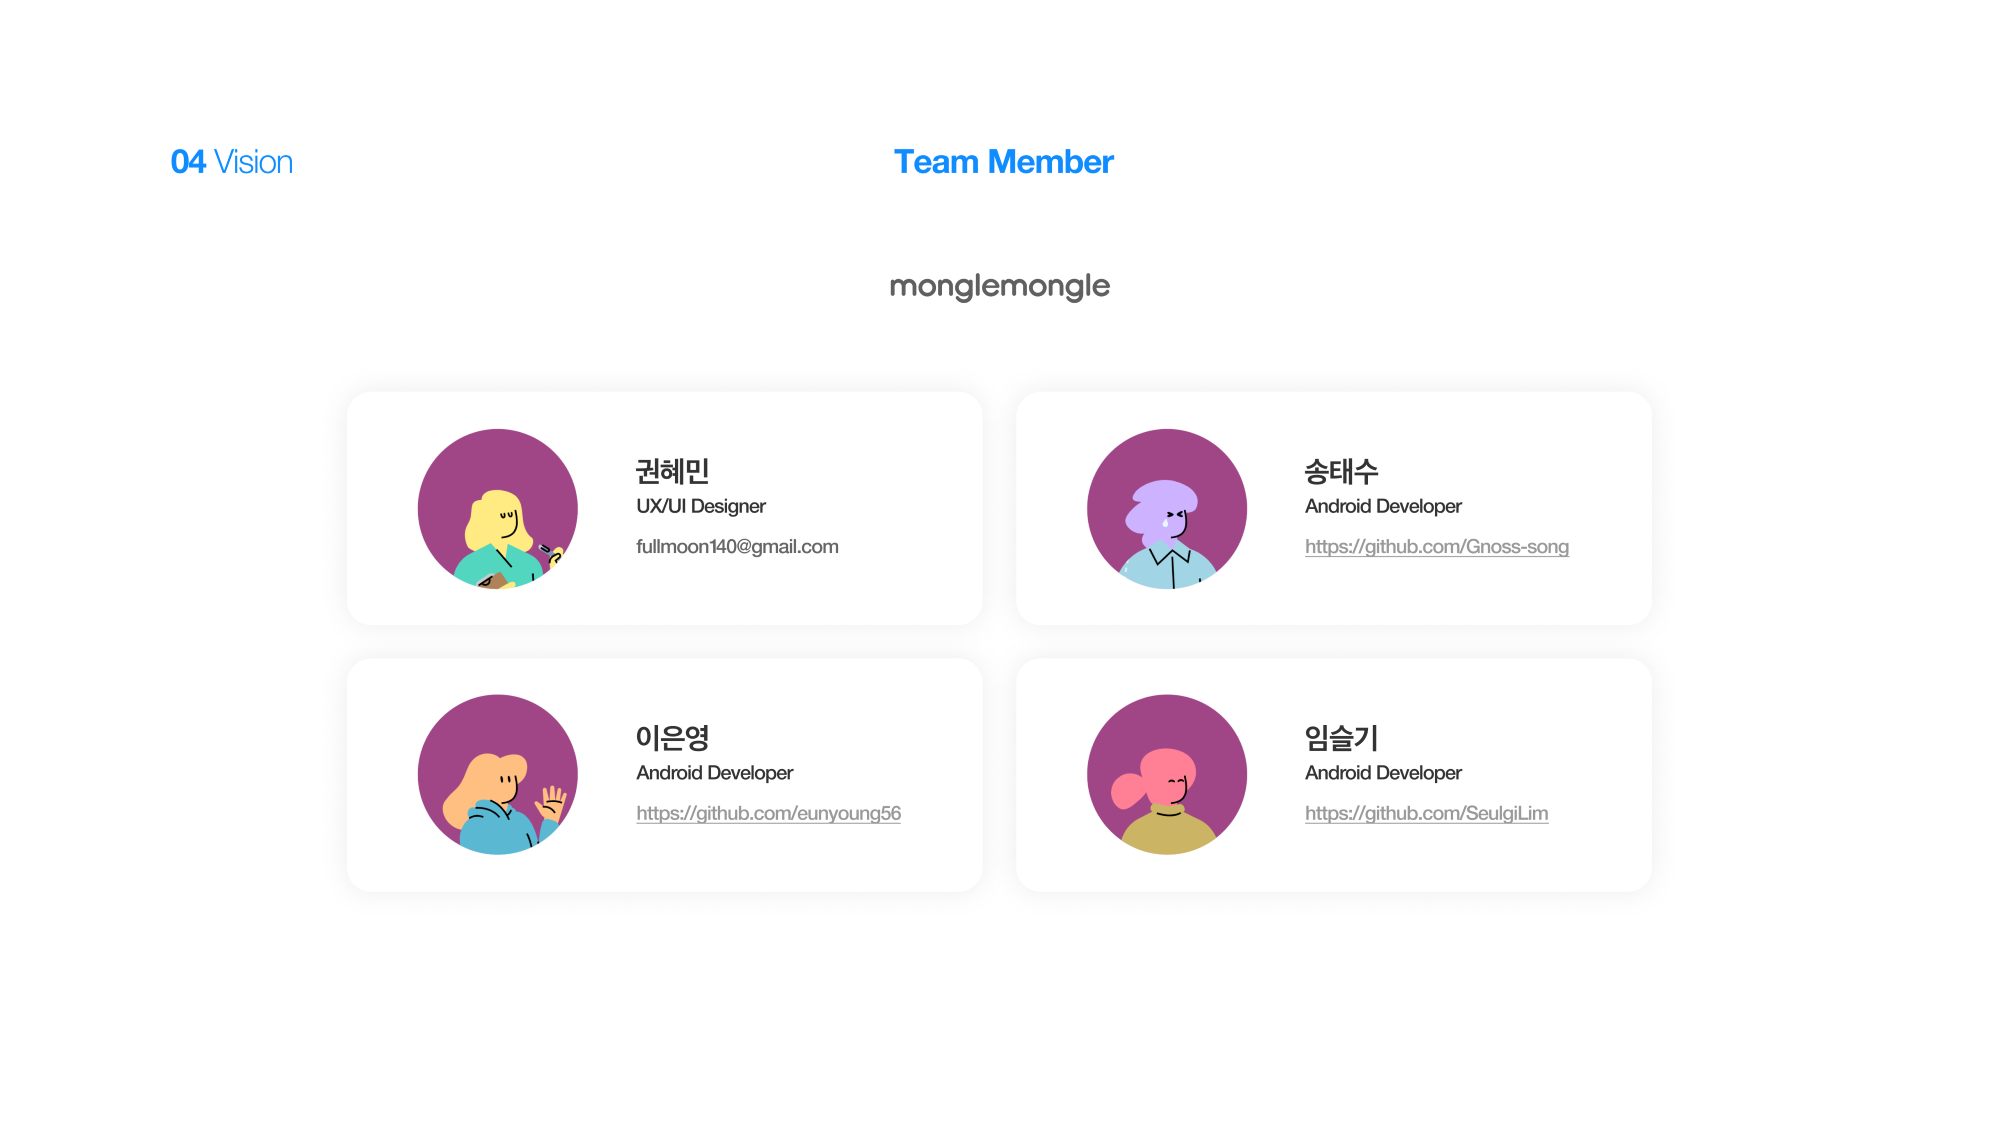 04 Vision
Team Member
monglemongle
권혜민
UX/UI Designer
fullmoon140@gmail.com
송태수
Android Developer
https://github.com/Gnoss-song
이은영
Android Developer
https://github.com/eunyoung56
임슬기
Android Developer
https://github.com/SeulgiLim